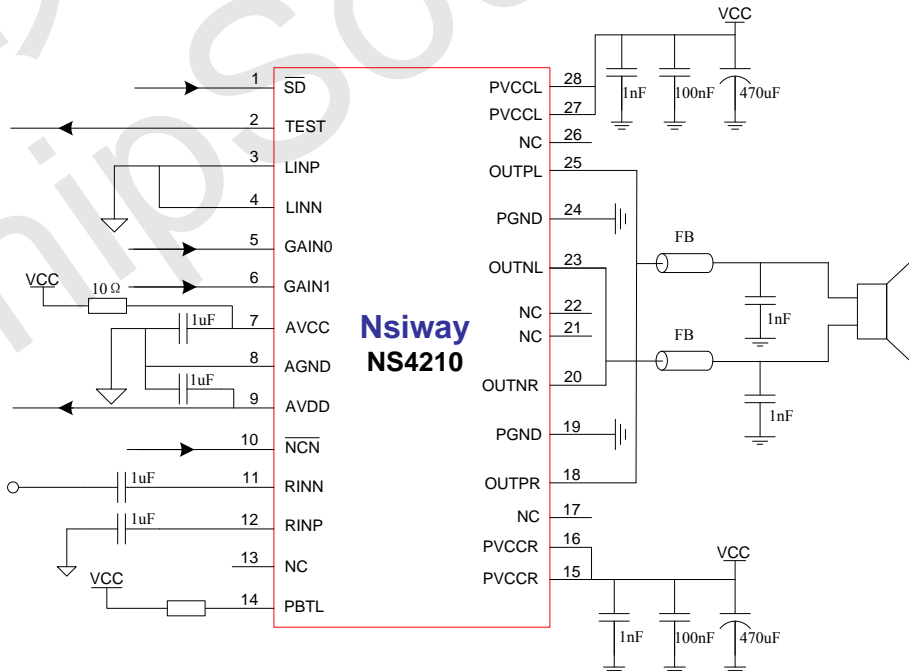 VCC
1nF 100nF 470uF
1 SD
2 TEST
3 LINP
4 LINN
5 GAIN0
6 GAIN1
VCC
10Ω
1uF
7 AVCC
8 AGND
1uF
9 AVDD
10 NCN
1uF
11 RINN
1uF
12 RINP
13 NC
VCC
14 PBTL
Nsiway
NS4210
PVCCL 28
PVCCL 27
NC 26
OUTPL 25
PGND 24
OUTNL 23
NC 22
NC 21
OUTNR 20
PGND 19
OUTPR 18
NC 17
PVCCR 16
PVCCR 15
FB
1nF
FB
1nF
VCC
1nF 100nF 470uF